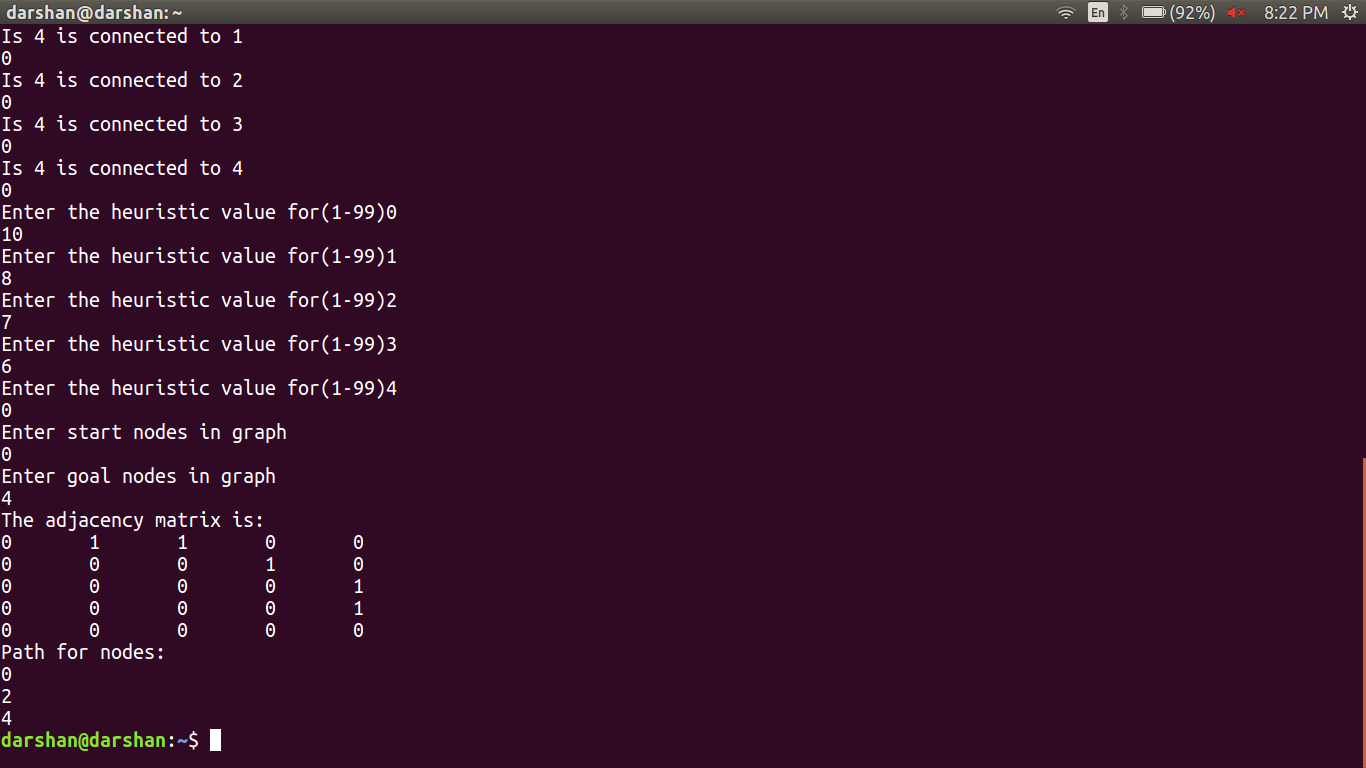 darshan@darshan: ~ En (92%) 8:22 PM
Is 4 is connected to 1
0
Is 4 is connected to 2
0
Is 4 is connected to 3
0
Is 4 is connected to 4
0
Enter the heuristic value for(1-99)0
10
Enter the heuristic value for(1-99)1
8
Enter the heuristic value for(1-99)2
7
Enter the heuristic value for(1-99)3
6
Enter the heuristic value for(1-99)4
0
Enter start nodes in graph
0
Enter goal nodes in graph
4
The adjacency matrix is:
0 1 1 0 0
0 0 0 1 0
0 0 0 0 1
0 0 0 0 1
0 0 0 0 0
Path for nodes:
0
2
4
darshan@darshan:~$